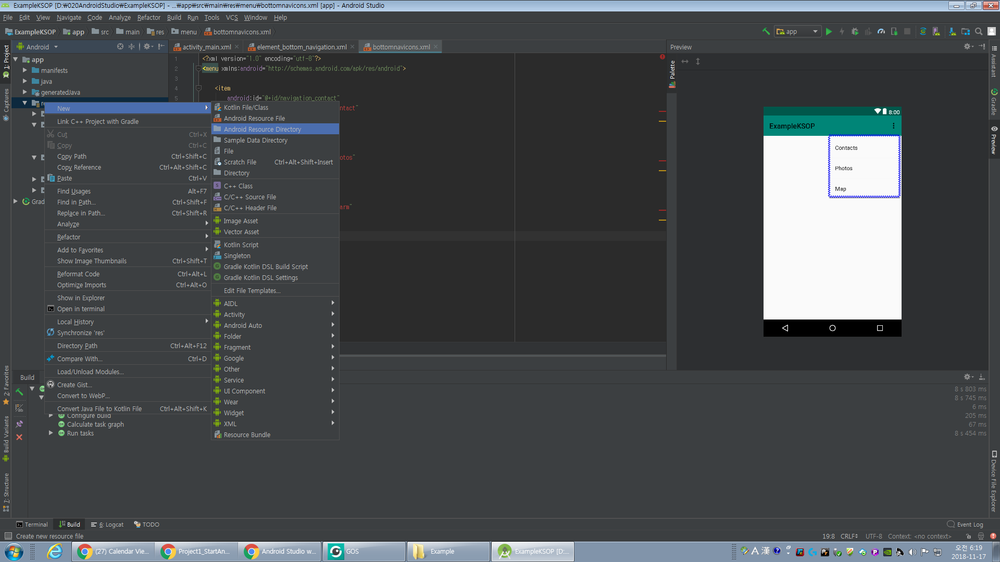 ExampleKSOP [D:₩020AndroidStudio₩ExampleKSOP] - ...₩app₩src₩main₩res₩menu₩bottomnavicons.xml [app] - Android Studio
File Edit View Navigate Code Analyze Refactor Build Run Tools VCS Window Help
ExampleKSOP app src main res menu bottomnavicons.xml
app
Android
activity_main.xml element_bottom_navigation.xml bottomnavicons.xml
Preview
1: Project
Captures
2: Favorites
Build Variants
7: Structure
app
manifests
java
generatedJava
1 <?xml version="1.0" encoding="utf-8"?>
2 <menu xmlns:android="http://schemas.android.com/apk/res/android">
3
4 <item
5 android:id="@+id/navigation_contact"
ntact"
otos"
arm"
New
Link C++ Project with Gradle
Cut Ctrl+X
Copy Ctrl+C
Copy Path Ctrl+Shift+C
Copy Reference Ctrl+Alt+Shift+C
Paste Ctrl+V
Find Usages Alt+F7
Find in Path... Ctrl+Shift+F
Replace in Path... Ctrl+Shift+R
Analyze
Refactor
Add to Favorites
Show Image Thumbnails Ctrl+Shift+T
Reformat Code Ctrl+Alt+L
Optimize Imports Ctrl+Alt+O
Show in Explorer
Open in terminal
Local History
Synchronize 'res'
Directory Path Ctrl+Alt+F12
Compare With... Ctrl+D
Load/Unload Modules...
Create Gist...
Convert to WebP...
Convert Java File to Kotlin File Ctrl+Alt+Shift+K
Kotlin File/Class
Android Resource File
Android Resource Directory
Sample Data Directory
File
Scratch File Ctrl+Alt+Shift+Insert
Directory
C++ Class
C/C++ Source File
C/C++ Header File
Image Asset
Vector Asset
Kotlin Script
Singleton
Gradle Kotlin DSL Build Script
Gradle Kotlin DSL Settings
Edit File Templates...
AIDL
Activity
Android Auto
Folder
Fragment
Google
Other
Service
UI Component
Wear
Widget
XML
Resource Bundle
Palette
8:00
ExampleKSOP
Contacts
Photos
Map
Assistant
Gradle
Preview
Device File Explorer
Grad
Build
Configure build
Calculate task graph
Run tasks
8 s 803 ms
8 s 745 ms
6 ms
205 ms
67 ms
8 s 454 ms
Terminal Build 6: Logcat TODO Event Log
Create new resource file 19:8 CRLF UTF-8 Context: <no context>
(27) Calendar Vie... Project1_StartAn... Android Studio w... GOS Example ExampleKSOP [D:... A 漢
오전 6:19
2018-11-17